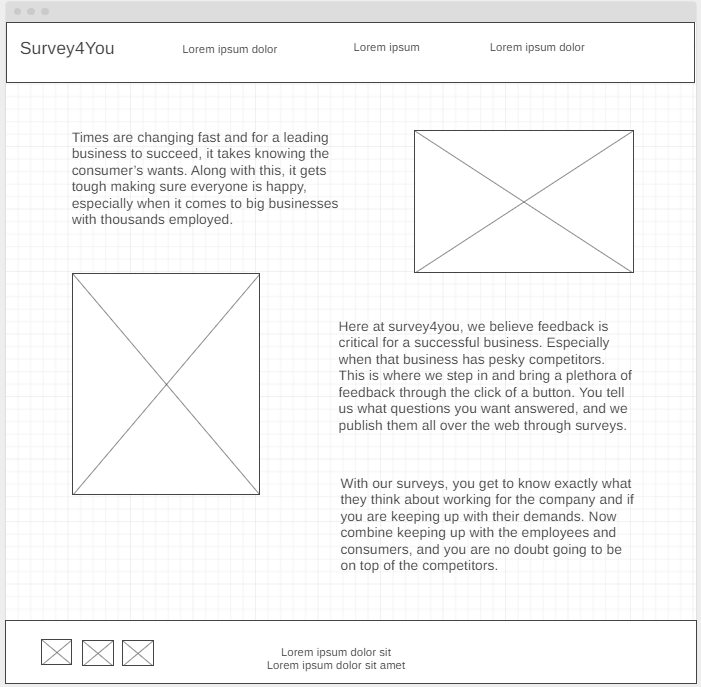 Survey4You
Lorem ipsum dolor
Lorem ipsum
Lorem ipsum dolor
Times are changing fast and for a leading
business to succeed, it takes knowing the
consumer’s wants. Along with this, it gets
tough making sure everyone is happy,
especially when it comes to big businesses
with thousands employed.
Here at survey4you, we believe feedback is
critical for a successful business. Especially
when that business has pesky competitors.
This is where we step in and bring a plethora of
feedback through the click of a button. You tell
us what questions you want answered, and we
publish them all over the web through surveys.
With our surveys, you get to know exactly what
they think about working for the company and if
you are keeping up with their demands. Now
combine keeping up with the employees and
consumers, and you are no doubt going to be
on top of the competitors.
Lorem ipsum dolor sit
Lorem ipsum dolor sit amet